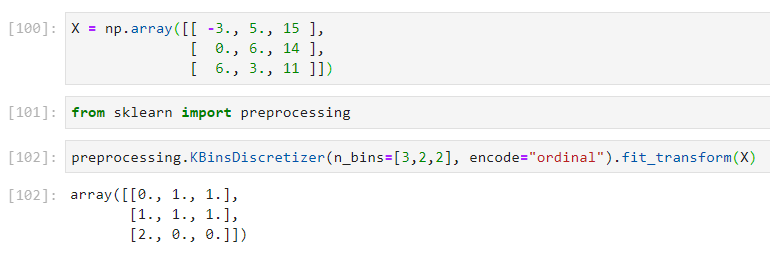 [100]: X = np.array([[ -3., 5., 15 ],
[  0., 6., 14 ],
[  6., 3., 11 ]])
[101]: from sklearn import preprocessing
[102]: preprocessing.KBinsDiscretizer(n_bins=[3,2,2], encode="ordinal").fit_transform(X)
[102]: array([[0., 1., 1.],
[1., 1., 1.],
[2., 0., 0.]])